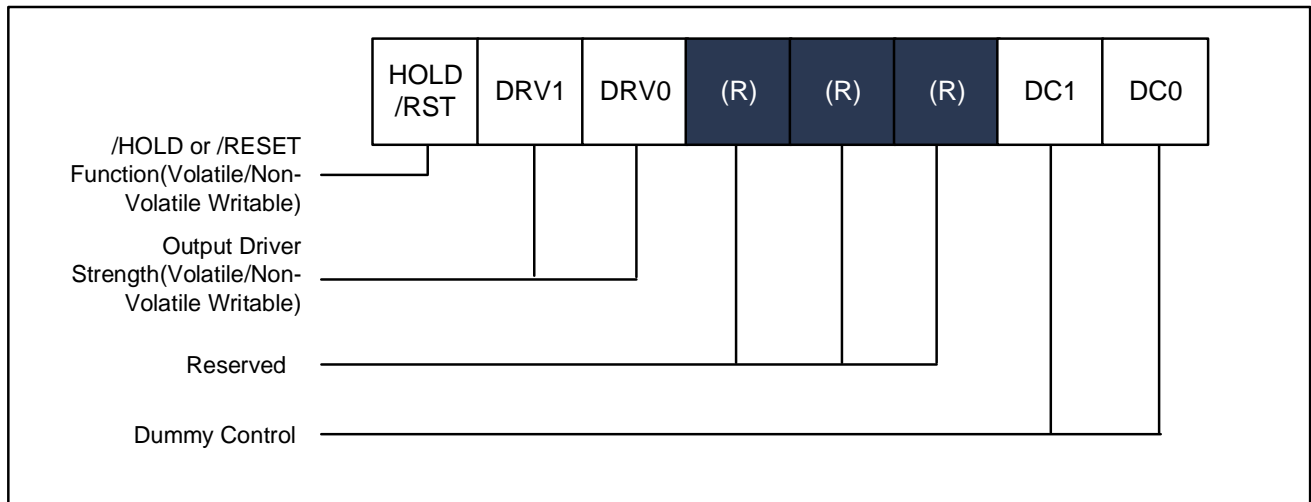 HOLD
/RST
DRV1
DRV0
(R)
(R)
(R)
DC1
DC0
/HOLD or /RESET
Function(Volatile/Non-
Volatile Writable)
Output Driver
Strength(Volatile/Non-
Volatile Writable)
Reserved
Dummy Control